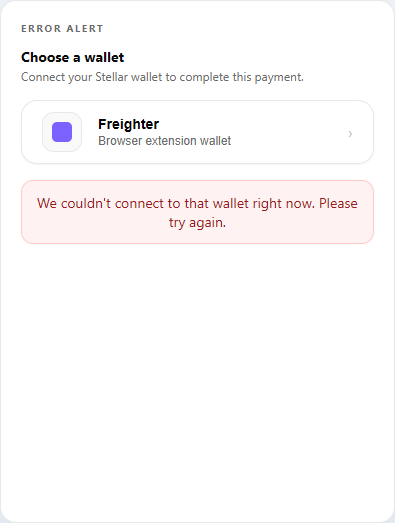 ERROR ALERT
Choose a wallet
Connect your Stellar wallet to complete this payment.
Freighter
Browser extension wallet
We couldn't connect to that wallet right now. Please
try again.